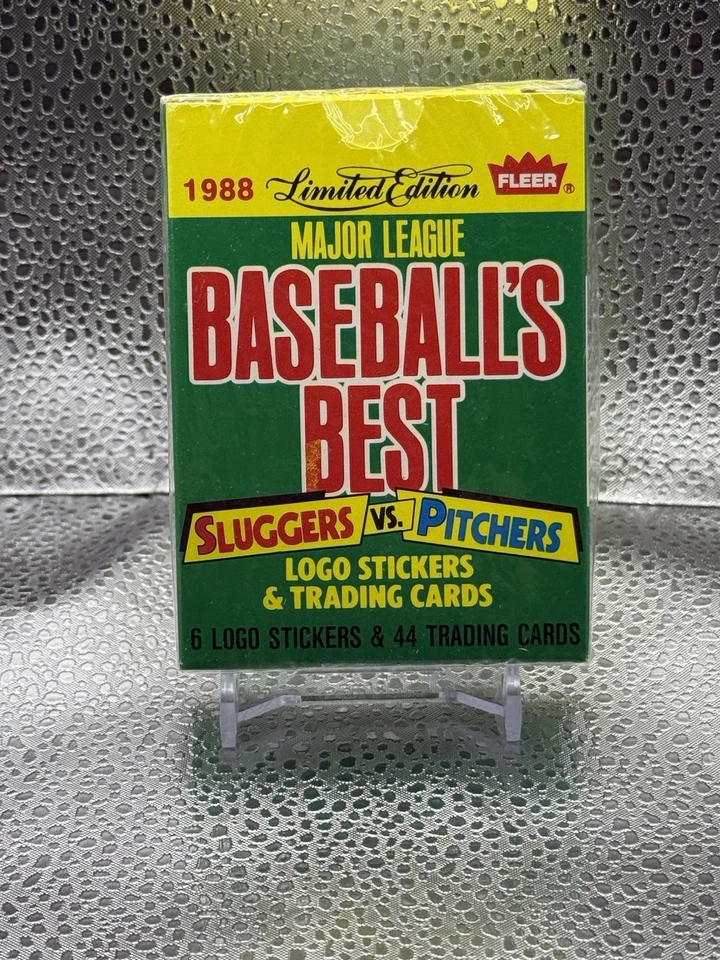 1988 Limited Edition FLEER®
MAJOR LEAGUE
BASEBALL'S
BEST
SLUGGERS VS. PITCHERS
LOGO STICKERS
& TRADING CARDS
6 LOGO STICKERS & 44 TRADING CARDS